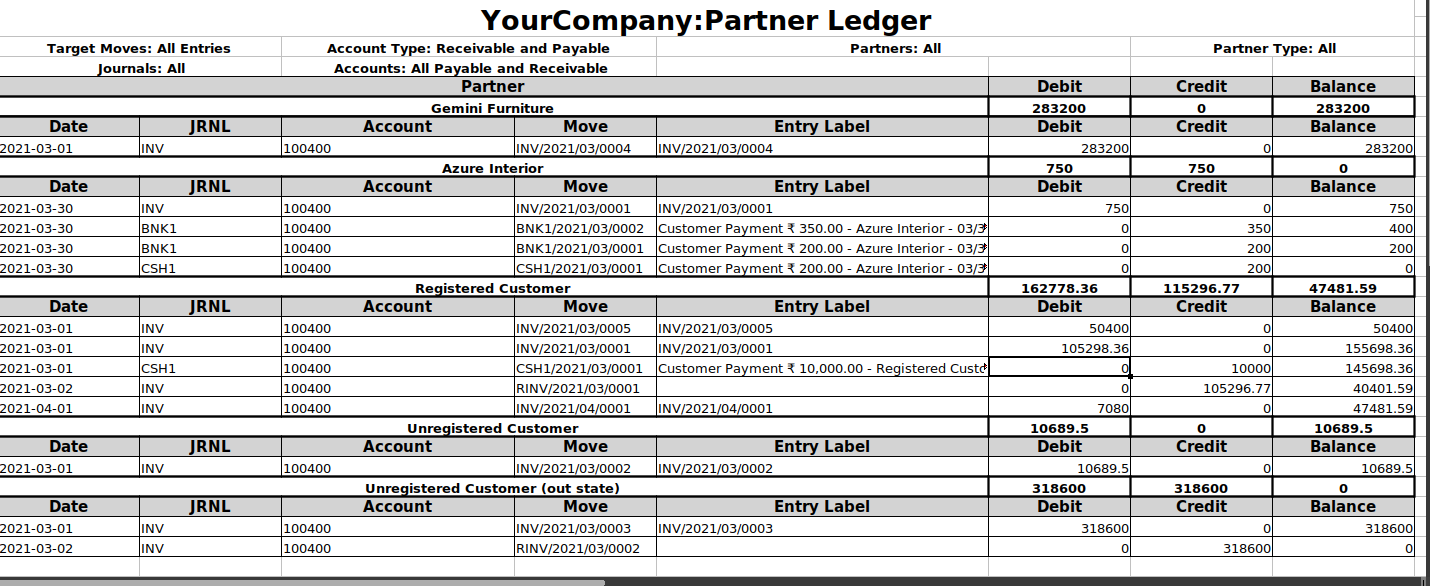 YourCompany:Partner Ledger
Target Moves: All Entries Account Type: Receivable and Payable Partners: All Partner Type: All
Journals: All Accounts: All Payable and Receivable
Partner Debit Credit Balance
Gemini Furniture 283200 0 283200
Date JRNL Account Move Entry Label Debit Credit Balance
2021-03-01 INV 100400 INV/2021/03/0004 INV/2021/03/0004 283200 0 283200
Azure Interior 750 750 0
Date JRNL Account Move Entry Label Debit Credit Balance
2021-03-30 INV 100400 INV/2021/03/0001 INV/2021/03/0001 750 0 750
2021-03-30 BNK1 100400 BNK1/2021/03/0002 Customer Payment ₹ 350.00 - Azure Interior - 03/3 0 350 400
2021-03-30 BNK1 100400 BNK1/2021/03/0001 Customer Payment ₹ 200.00 - Azure Interior - 03/3 0 200 200
2021-03-30 CSH1 100400 CSH1/2021/03/0001 Customer Payment ₹ 200.00 - Azure Interior - 03/3 0 200 0
Registered Customer 162778.36 115296.77 47481.59
Date JRNL Account Move Entry Label Debit Credit Balance
2021-03-01 INV 100400 INV/2021/03/0005 INV/2021/03/0005 50400 0 50400
2021-03-01 INV 100400 INV/2021/03/0001 INV/2021/03/0001 105298.36 0 155698.36
2021-03-01 CSH1 100400 CSH1/2021/03/0001 Customer Payment ₹ 10,000.00 - Registered Custo 0 10000 145698.36
2021-03-02 INV 100400 RINV/2021/03/0001 0 105296.77 40401.59
2021-04-01 INV 100400 INV/2021/04/0001 INV/2021/04/0001 7080 0 47481.59
Unregistered Customer 10689.5 0 10689.5
Date JRNL Account Move Entry Label Debit Credit Balance
2021-03-01 INV 100400 INV/2021/03/0002 INV/2021/03/0002 10689.5 0 10689.5
Unregistered Customer (out state) 318600 318600 0
Date JRNL Account Move Entry Label Debit Credit Balance
2021-03-01 INV 100400 INV/2021/03/0003 INV/2021/03/0003 318600 0 318600
2021-03-02 INV 100400 RINV/2021/03/0002 0 318600 0